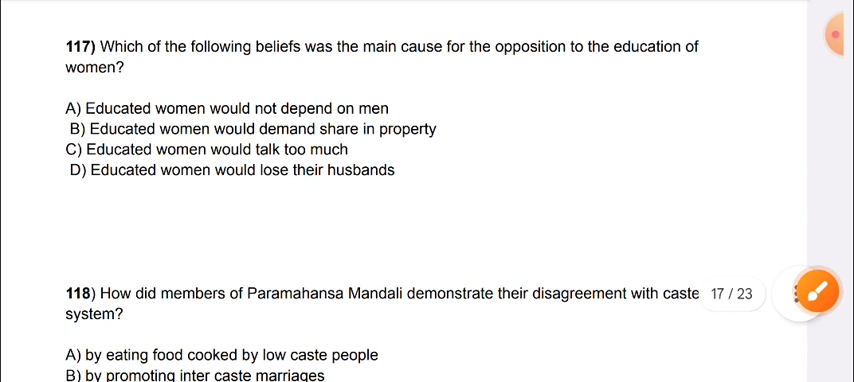 117) Which of the following beliefs was the main cause for the opposition to the education of
women?
A) Educated women would not depend on men
B) Educated women would demand share in property
C) Educated women would talk too much
D) Educated women would lose their husbands
118) How did members of Paramahansa Mandali demonstrate their disagreement with caste
17 / 23
system?
A) by eating food cooked by low caste people
B) by promoting inter caste marriages